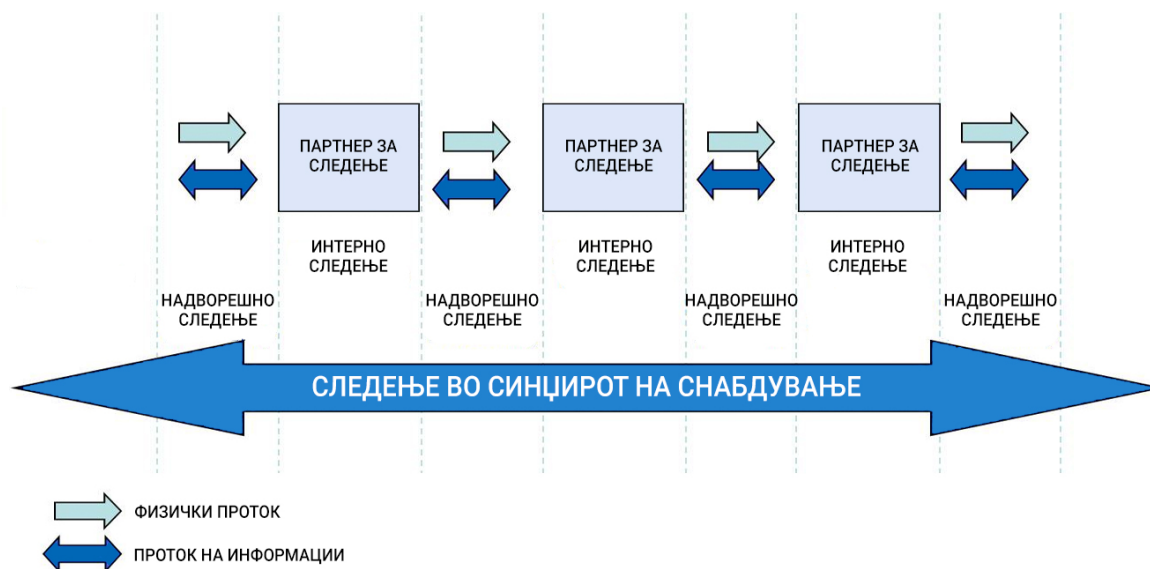 ПАРТНЕР ЗА
СЛЕДЕЊЕ
ПАРТНЕР ЗА
СЛЕДЕЊЕ
ПАРТНЕР ЗА
СЛЕДЕЊЕ
ИНТЕРНО
СЛЕДЕЊЕ
ИНТЕРНО
СЛЕДЕЊЕ
ИНТЕРНО
СЛЕДЕЊЕ
НАДВОРЕШНО
СЛЕДЕЊЕ
НАДВОРЕШНО
СЛЕДЕЊЕ
НАДВОРЕШНО
СЛЕДЕЊЕ
НАДВОРЕШНО
СЛЕДЕЊЕ
СЛЕДЕЊЕ ВО СИНЏИРОТ НА СНАБДУВАЊЕ
ФИЗИЧКИ ПРОТОК
ПРОТОК НА ИНФОРМАЦИИ